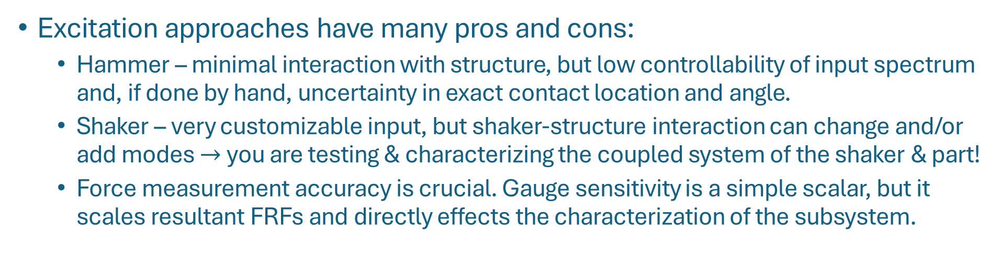 • Excitation approaches have many pros and cons:
• Hammer – minimal interaction with structure, but low controllability of input spectrum
and, if done by hand, uncertainty in exact contact location and angle.
• Shaker – very customizable input, but shaker-structure interaction can change and/or
add modes → you are testing & characterizing the coupled system of the shaker & part!
• Force measurement accuracy is crucial. Gauge sensitivity is a simple scalar, but it
scales resultant FRFs and directly effects the characterization of the subsystem.